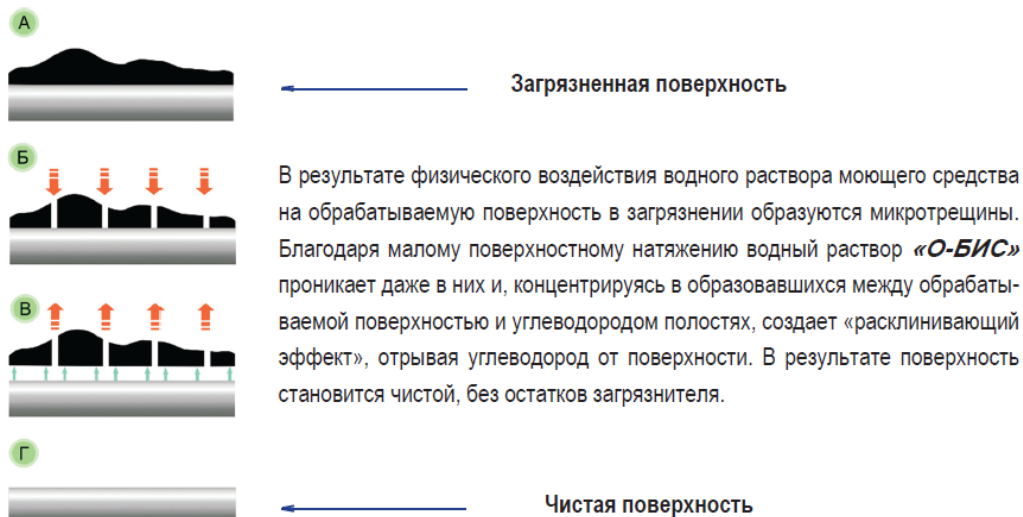 А
Загрязненная поверхность
Б
В результате физического воздействия водного раствора моющего средства
на обрабатываемую поверхность в загрязнении образуются микротрещины.
Благодаря малому поверхностному натяжению водный раствор «О-БИС»
проникает даже в них и, концентрируясь в образовавшихся между обрабаты-
ваемой поверхностью и углеводородом полостях, создает «расклинивающий
эффект», отрывая углеводород от поверхности. В результате поверхность
становится чистой, без остатков загрязнителя.
В
Г
Чистая поверхность